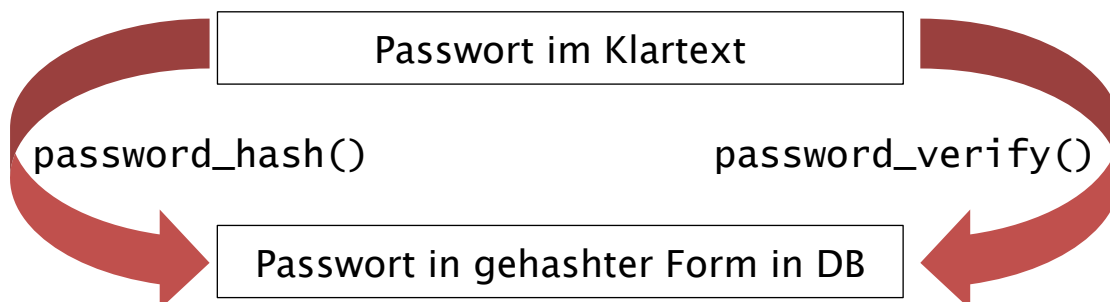 Passwort im Klartext
password_hash()
password_verify()
Passwort in gehashter Form in DB